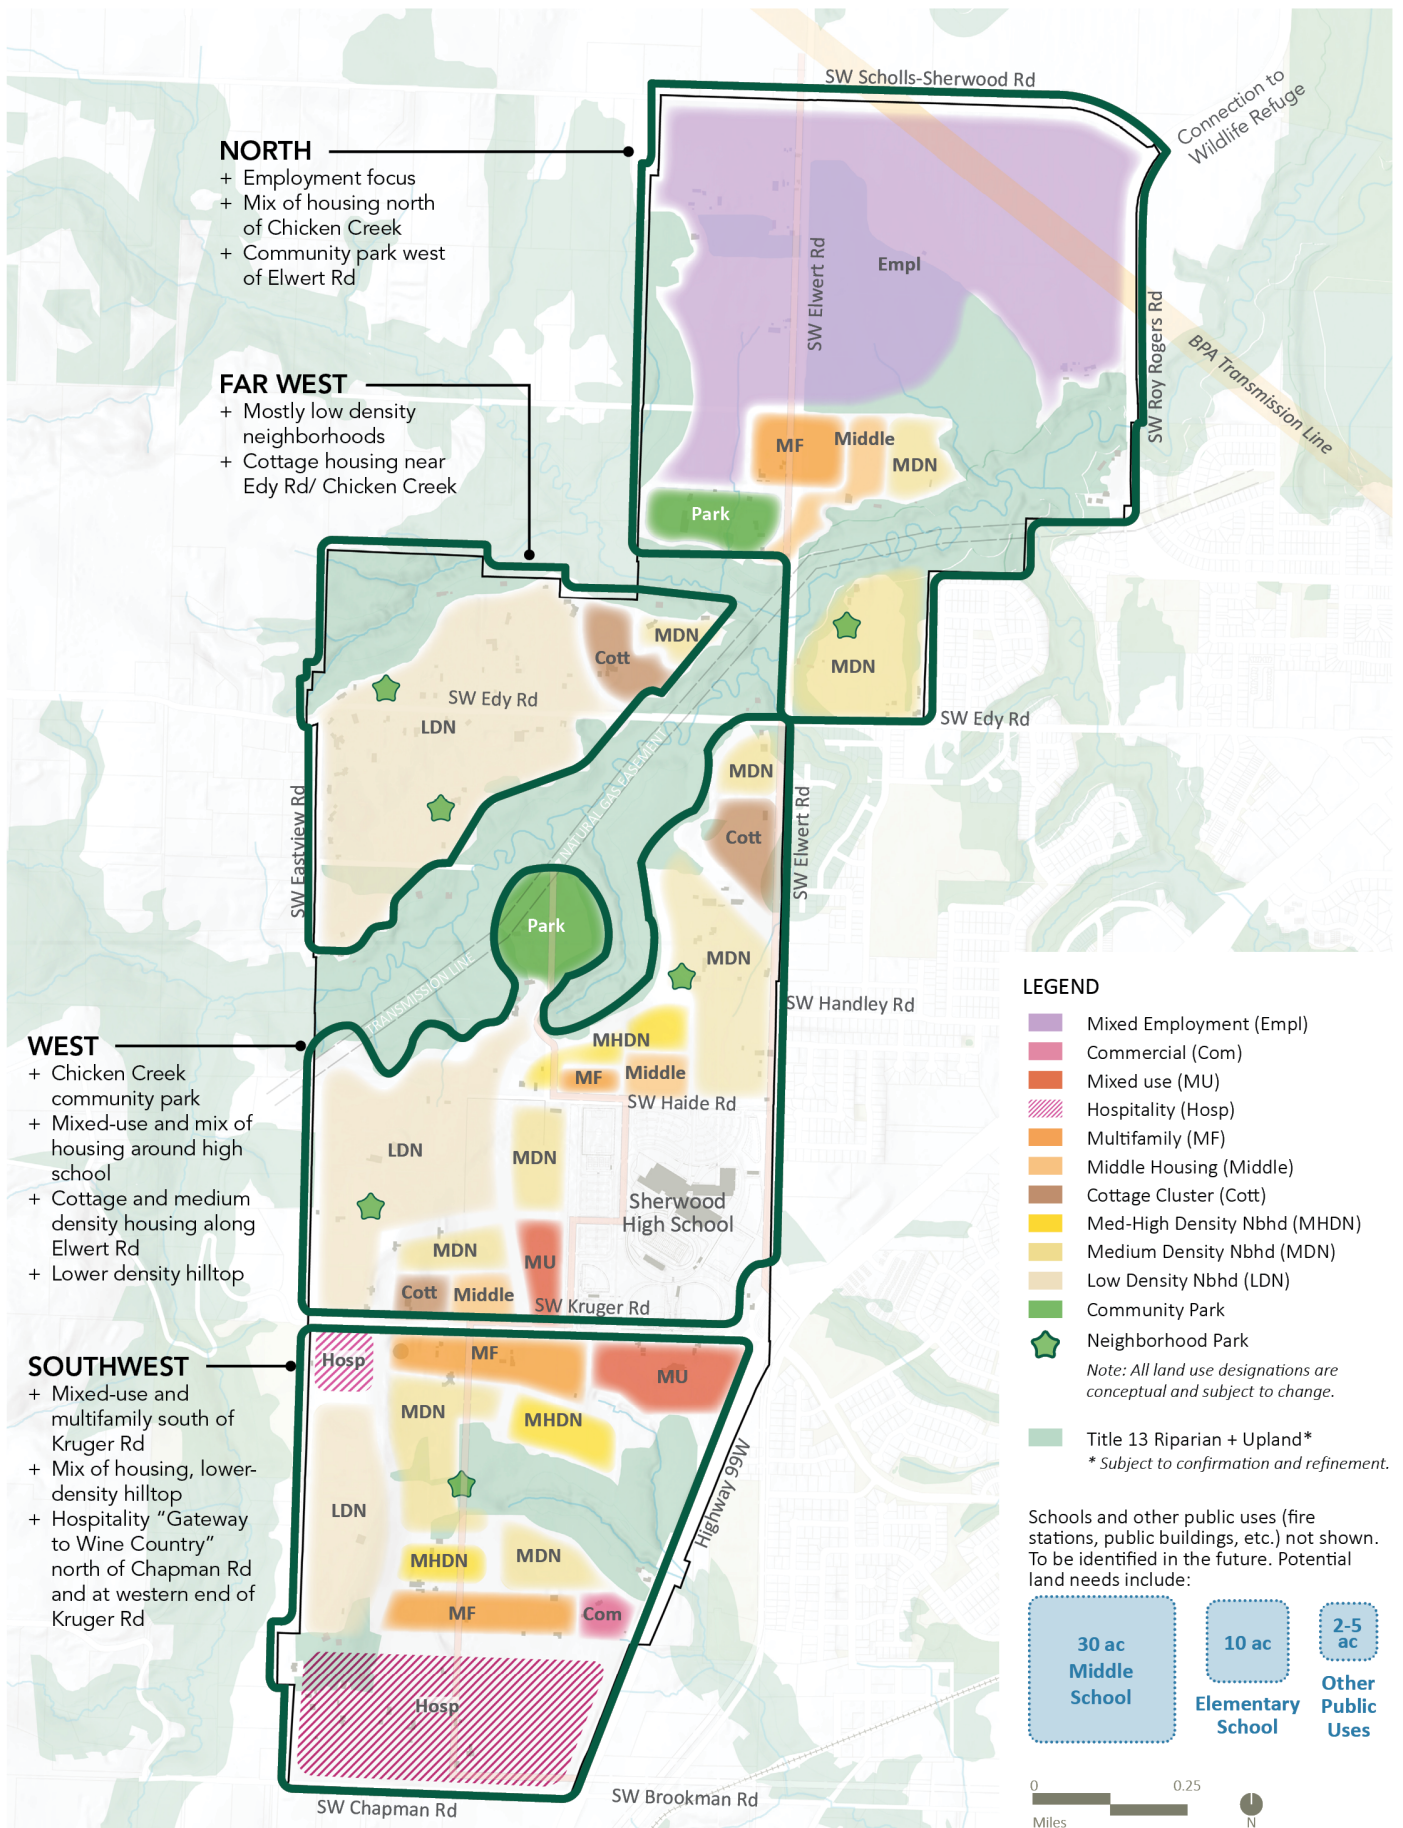 SW Scholls-Sherwood Rd
Connection to
Wildlife Refuge
NORTH
+ Employment focus
+ Mix of housing north
of Chicken Creek
+ Community park west
of Elwert Rd
SW Elwert Rd
Empl
SW Roy Rogers Rd
BPA Transmission Line
FAR WEST
+ Mostly low density
neighborhoods
+ Cottage housing near
Edy Rd/ Chicken Creek
MF
Middle
MDN
Park
MDN
Cott
MDN
SW Edy Rd
LDN
SW Edy Rd
NATURAL GAS EASEMENT
MDN
SW Eastview Rd
Cott
SW Elwert Rd
Park
MDN
TRANSMISSION LINE
SW Handley Rd
WEST
+ Chicken Creek
community park
+ Mixed-use and mix of
housing around high
school
+ Cottage and medium
density housing along
Elwert Rd
+ Lower density hilltop
MHDN
MF
Middle
SW Haide Rd
LDN
MDN
Sherwood
High School
MDN
MU
Cott
Middle
SW Kruger Rd
SOUTHWEST
+ Mixed-use and
multifamily south of
Kruger Rd
+ Mix of housing, lower-
density hilltop
+ Hospitality “Gateway
to Wine Country”
north of Chapman Rd
and at western end of
Kruger Rd
Hosp
MF
MU
MDN
MHDN
LDN
Highway 99W
MHDN
MDN
MF
Com
Hosp
SW Chapman Rd
SW Brookman Rd
LEGEND
Mixed Employment (Empl)
Commercial (Com)
Mixed use (MU)
Hospitality (Hosp)
Multifamily (MF)
Middle Housing (Middle)
Cottage Cluster (Cott)
Med-High Density Nbhd (MHDN)
Medium Density Nbhd (MDN)
Low Density Nbhd (LDN)
Community Park
Neighborhood Park
Note: All land use designations are
conceptual and subject to change.
Title 13 Riparian + Upland*
* Subject to confirmation and refinement.
Schools and other public uses (fire
stations, public buildings, etc.) not shown.
To be identified in the future. Potential
land needs include:
30 ac
Middle
School
10 ac
Elementary
School
2-5
ac
Other
Public
Uses
0 0.25
Miles
N